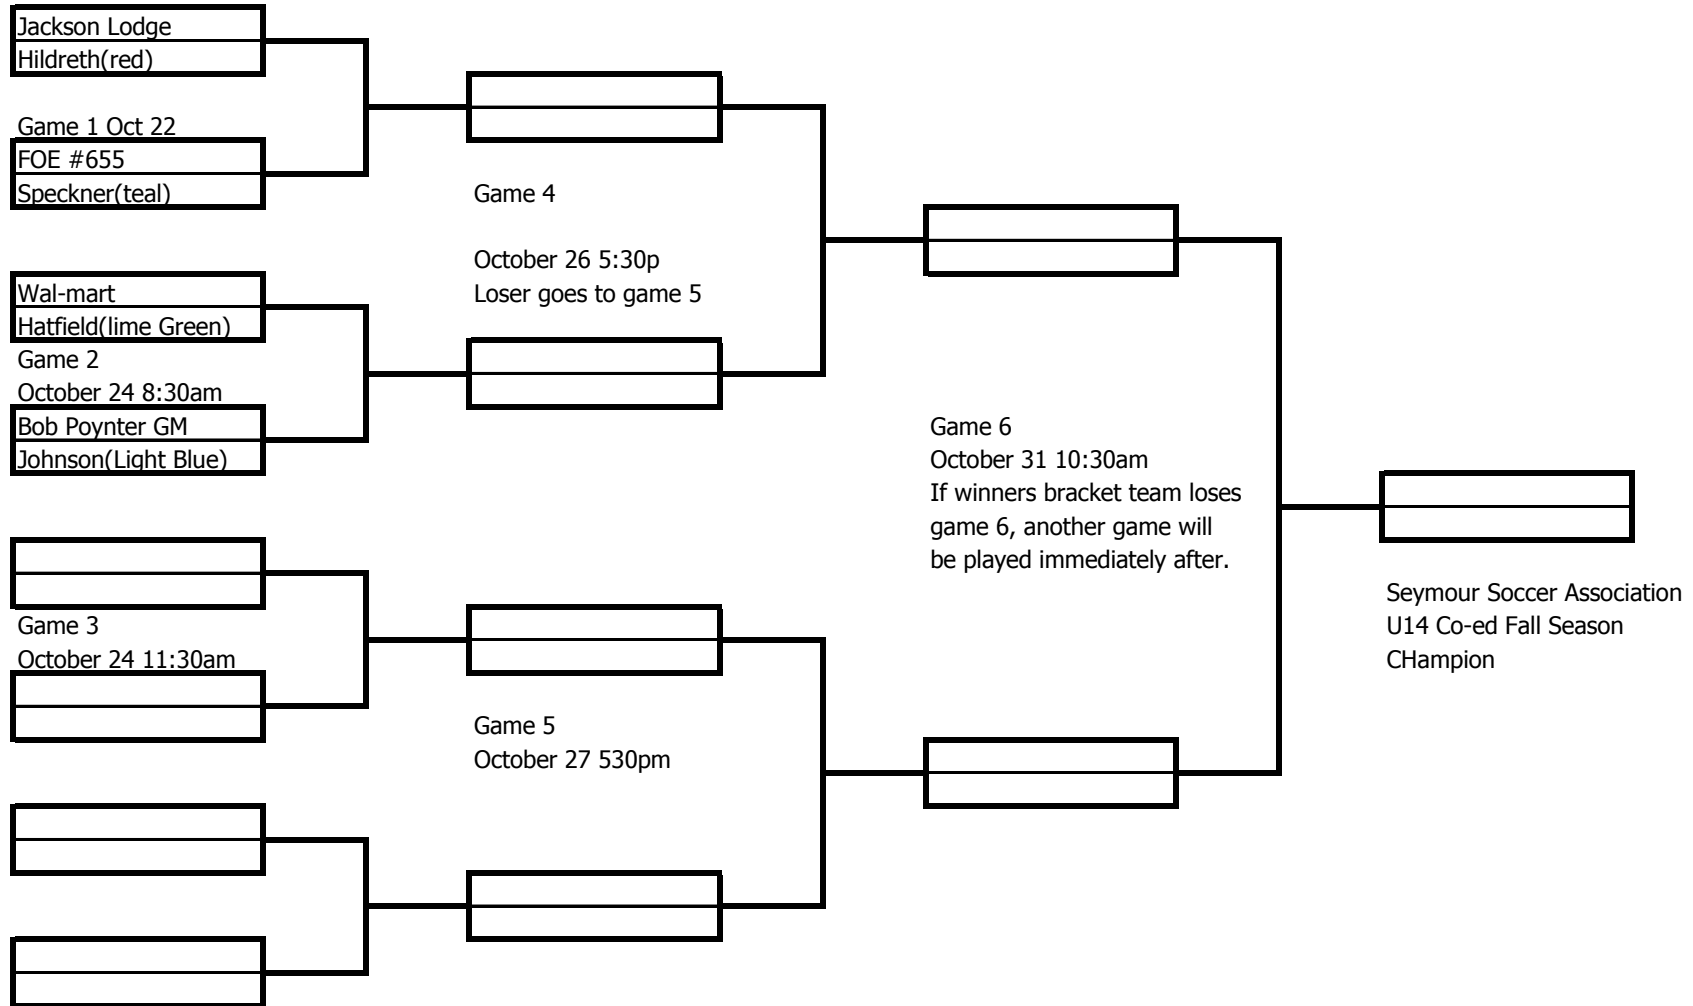 Jackson Lodge
Hildreth(red)
Game 1 Oct 22
FOE #655
Speckner(teal)
Wal-mart
Hatfield(lime Green)
Game 2
October 24 8:30am
Bob Poynter GM
Johnson(Light Blue)
Game 3
October 24 11:30am
Game 4
October 26 5:30p
Loser goes to game 5
Game 5
October 27 530pm
Game 6
October 31 10:30am
If winners bracket team loses
game 6, another game will
be played immediately after.
Seymour Soccer Association
U14 Co-ed Fall Season
CHampion